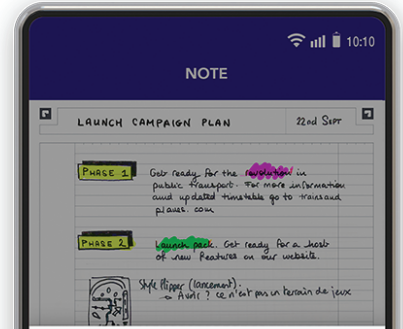 10:10
NOTE
LAUNCH CAMPAIGN PLAN
22nd SEPT
PHASE 1
Get ready for the revolution in
public transport. For more information
and updated timetable go to trainsand
planes.com
PHASE 2
Launch pack. Get ready for a host
of new features on our website.
Style flipper (lancement).
→ Avril ? ce n'est pas un terrain de jeux